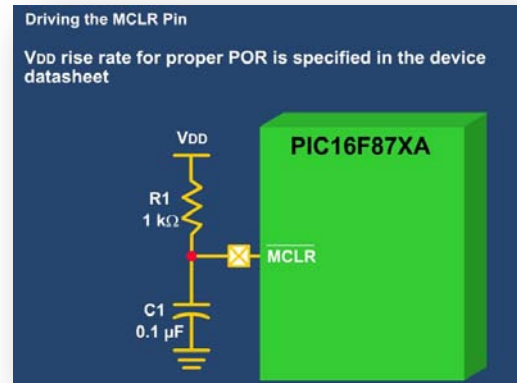 Driving the MCLR Pin
VDD rise rate for proper POR is specified in the device
datasheet
VDD
PIC16F87XA
R1
1 kΩ
MCLR
C1
0.1 µF